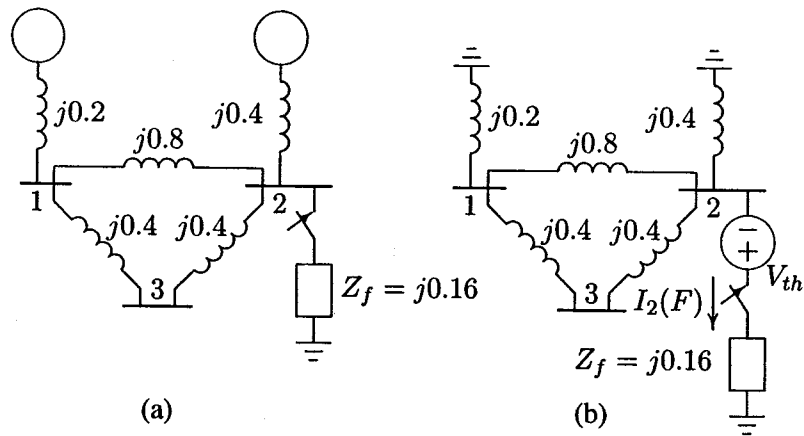 j0.2
j0.4
j0.8
1
2
j0.4
j0.4
3
Z_f = j0.16
(a)
j0.2
j0.4
j0.8
1
2
j0.4
j0.4
3
−
+
V_th
I_2(F)
Z_f = j0.16
(b)